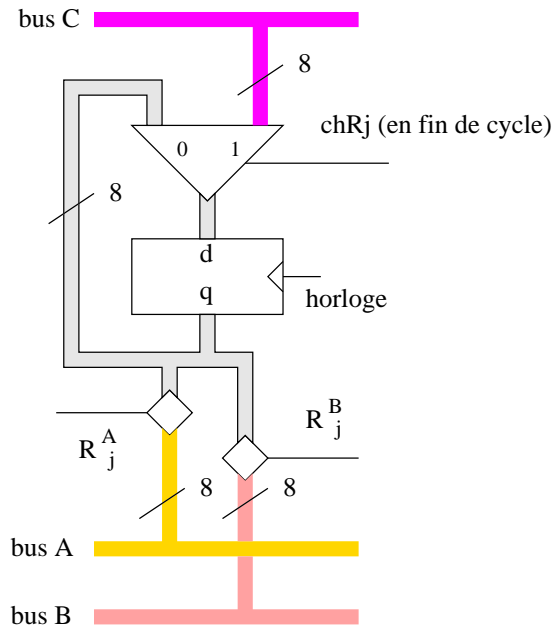 bus C
8
chRj (en fin de cycle)
0 1
8
d
q
horloge
R A j
R B j
8 8
bus A
bus B